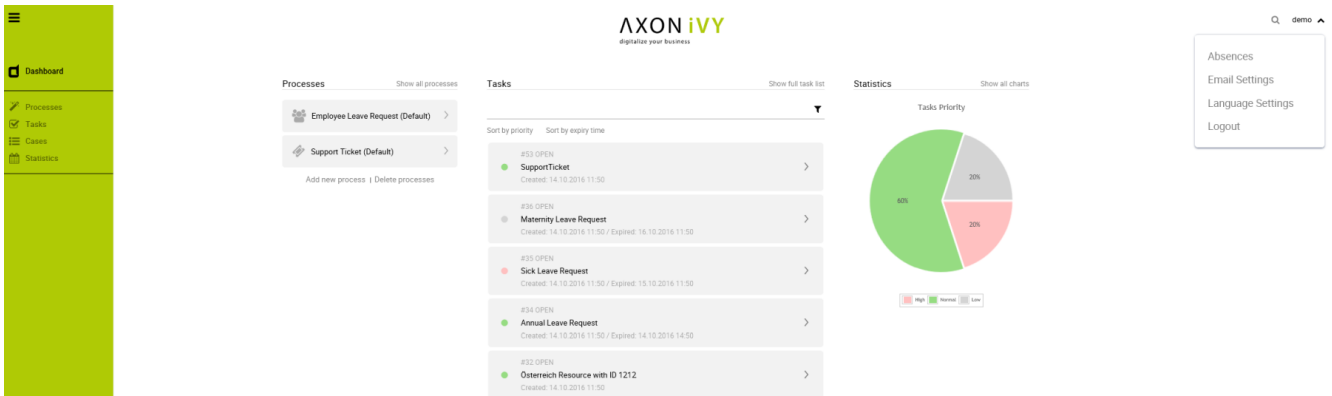 AXON iVY
digitalize your business
demo
Absences
Email Settings
Language Settings
Logout
Dashboard
Processes
Tasks
Cases
Statistics
Processes
Show all processes
Employee Leave Request (Default)
Support Ticket (Default)
Add new process | Delete processes
Tasks
Show full task list
Sort by priority
Sort by expiry time
#53 OPEN
SupportTicket
Created: 14.10.2016 11:50
#36 OPEN
Maternity Leave Request
Created: 14.10.2016 11:50 / Expired: 16.10.2016 11:50
#35 OPEN
Sick Leave Request
Created: 14.10.2016 11:50 / Expired: 15.10.2016 11:50
#34 OPEN
Annual Leave Request
Created: 14.10.2016 11:50 / Expired: 14.10.2016 14:50
#32 OPEN
Österreich Resource with ID 1212
Created: 14.10.2016 11:50
Statistics
Show all charts
Tasks Priority
20%
60%
20%
High
Normal
Low